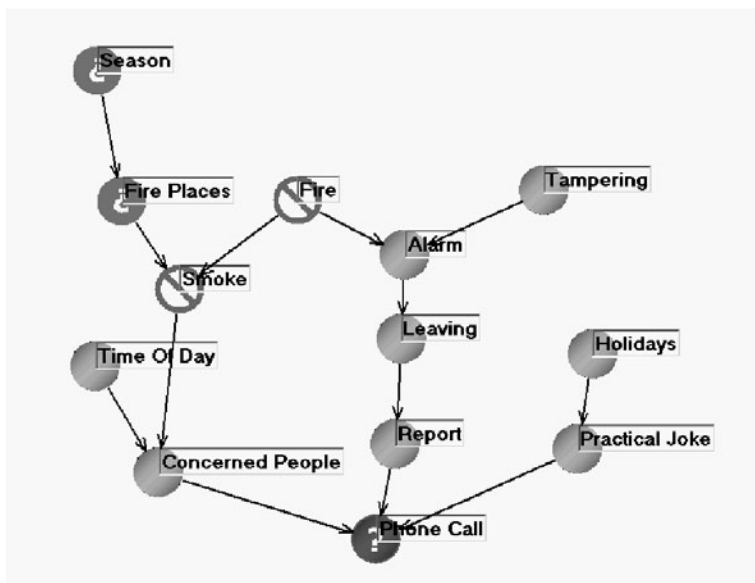 Season
Fire Places
Fire
Tampering
Alarm
Smoke
Leaving
Holidays
Time Of Day
Report
Practical Joke
Concerned People
Phone Call
¿
¿
?